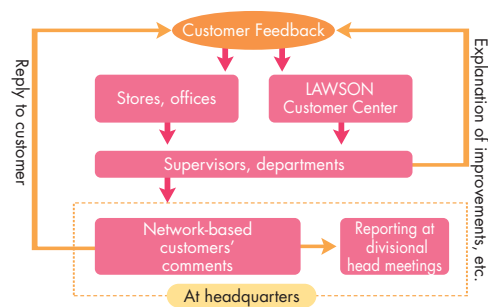 Customer Feedback
Stores, offices
LAWSON
Customer Center
Supervisors, departments
Network-based
customers'
comments
Reporting at
divisional
head meetings
At headquarters
Reply to customer
Explanation of improvements, etc.